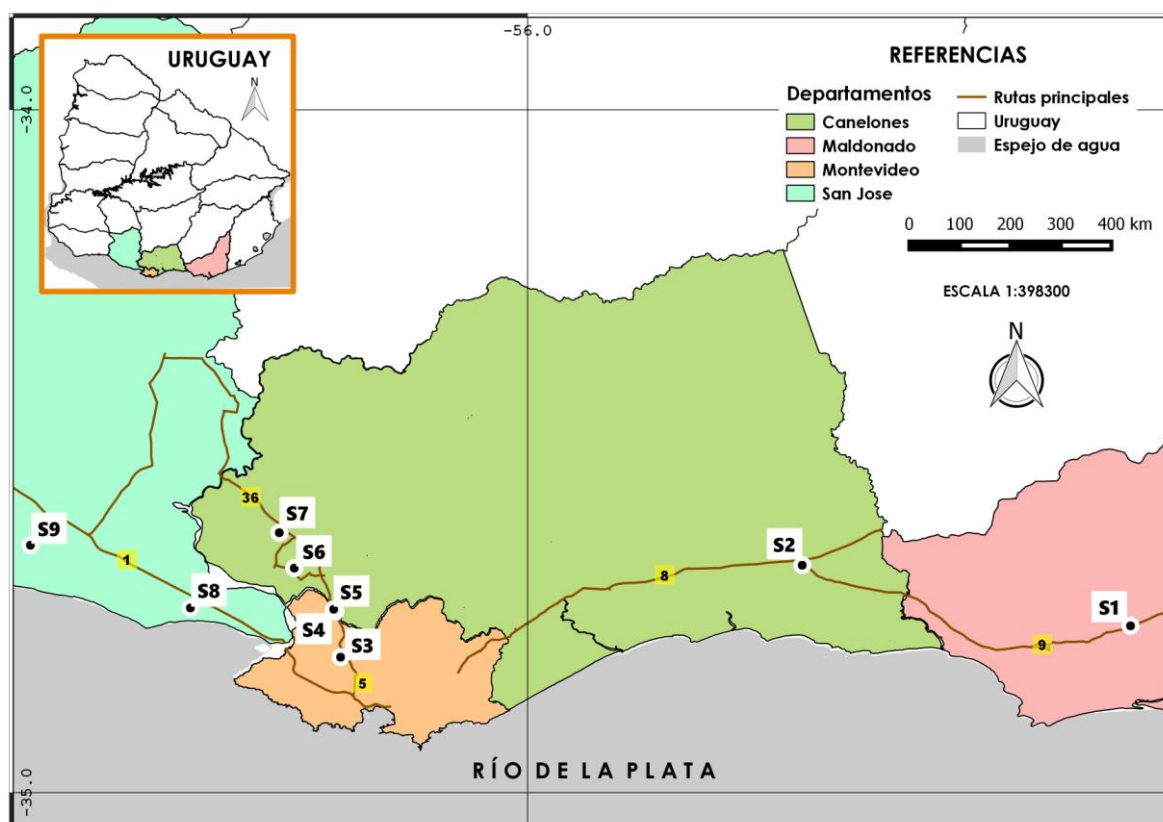 -56.0
-34.0
URUGUAY
N
REFERENCIAS
Departamentos
Canelones
Maldonado
Montevideo
San Jose
Rutas principales
Uruguay
Espejo de agua
0 100 200 300 400 km
ESCALA 1:398300
N
36
S7
S9
S6
1
S2
8
S8
S5
S4
S1
S3
9
5
RÍO DE LA PLATA
-35.0